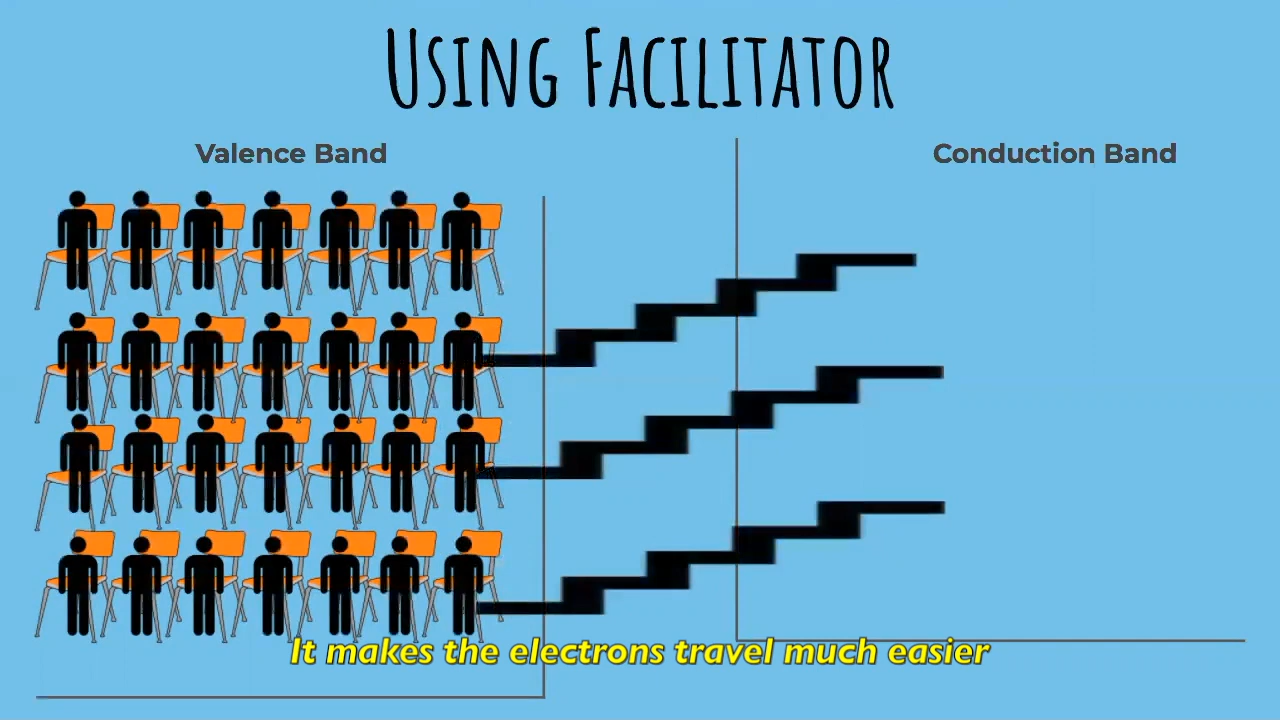 Using Facilitator
Valence Band
Conduction Band
It makes the electrons travel much easier